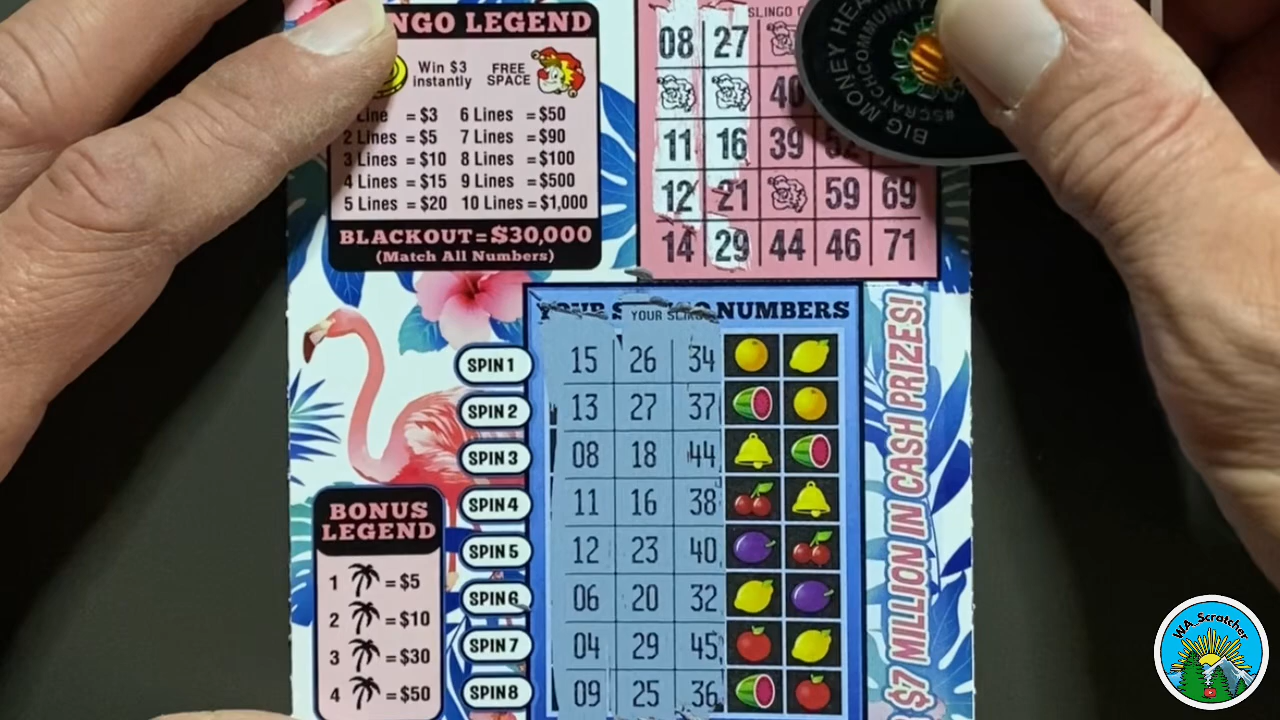 NGO LEGEND
Win $3 instantly
FREE SPACE
Line = $3 6 Lines = $50
2 Lines = $5 7 Lines = $90
3 Lines = $10 8 Lines = $100
4 Lines = $15 9 Lines = $500
5 Lines = $20 10 Lines = $1,000
BLACKOUT=$30,000
(Match All Numbers)
SLINGO
08 27
40
11 16 39 52
12 21 59 69
14 29 44 46 71
BIG MONEY HEA
#SCRATCHCOMMUNITY
NUMBERS
YOUR SLINGO
SPIN 1 15 26 34
SPIN 2 13 27 37
SPIN 3 08 18 44
SPIN 4 11 16 38
SPIN 5 12 23 40
SPIN 6 06 20 32
SPIN 7 04 29 45
SPIN 8 09 25 36
BONUS
LEGEND
1 = $5
2 = $10
3 = $30
4 = $50
$7 MILLION IN CASH PRIZES!
WA_Scratcher